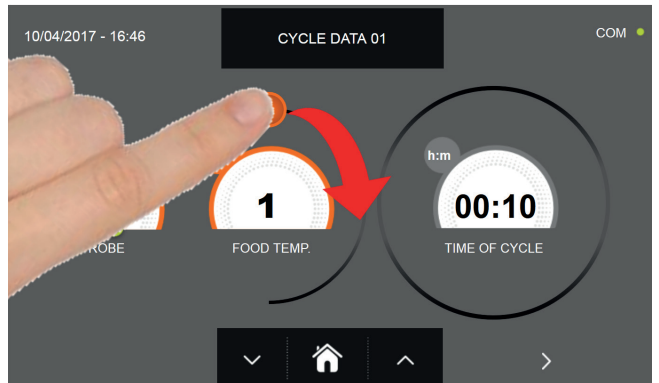 10/04/2017 - 16:46
CYCLE DATA 01
COM
h:m
1
00:10
ROBE
FOOD TEMP.
TIME OF CYCLE